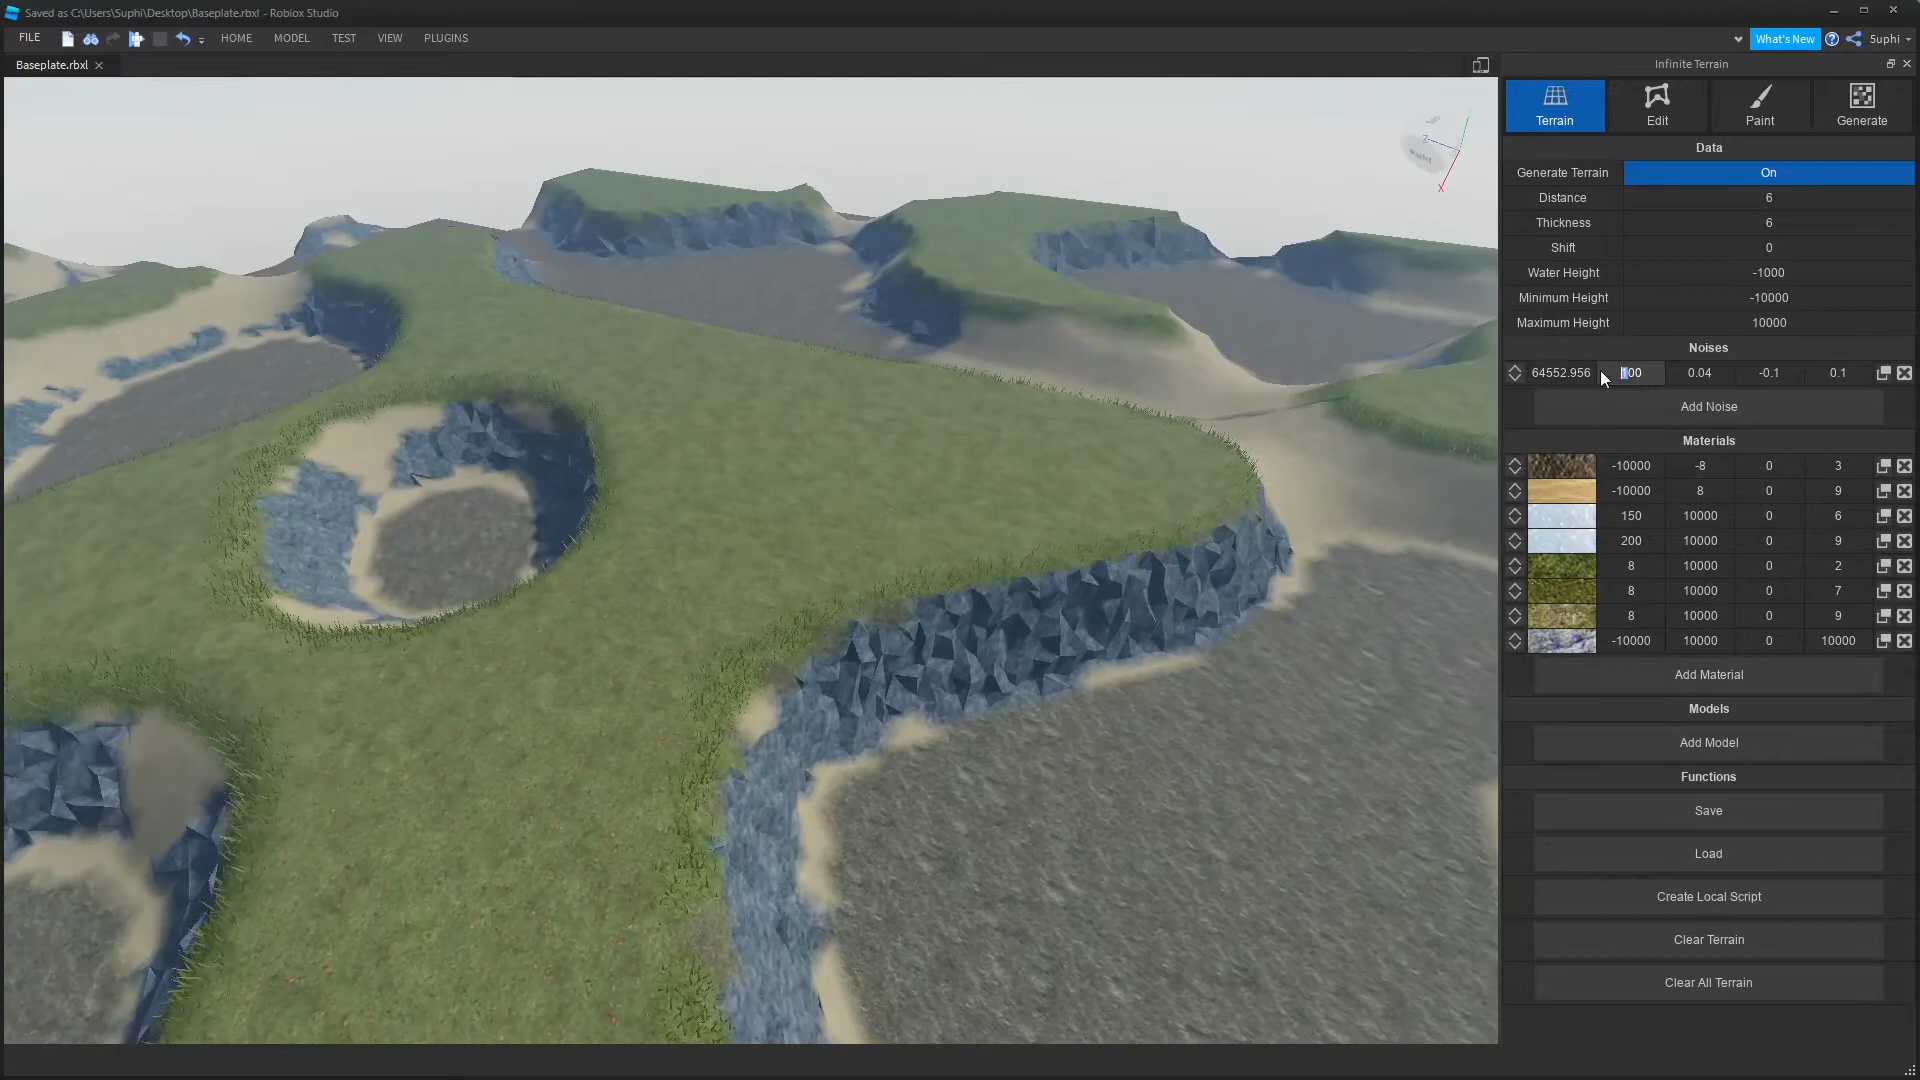 Saved as C:\Users\Suphi\Desktop\Baseplate.rbxl - Roblox Studio
FILE HOME MODEL TEST VIEW PLUGINS What's New 5uphi
Baseplate.rbxl
Infinite Terrain
Terrain Edit Paint Generate
Data
Generate Terrain On
Distance 6
Thickness 6
Shift 0
Water Height -1000
Minimum Height -10000
Maximum Height 10000
Noises
64552.956 100 0.04 -0.1 0.1
Add Noise
Materials
-10000 -8 0 3
-10000 8 0 9
150 10000 0 6
200 10000 0 9
8 10000 0 2
8 10000 0 7
8 10000 0 9
-10000 10000 0 10000
Add Material
Models
Add Model
Functions
Save
Load
Create Local Script
Clear Terrain
Clear All Terrain
Y
Z
X